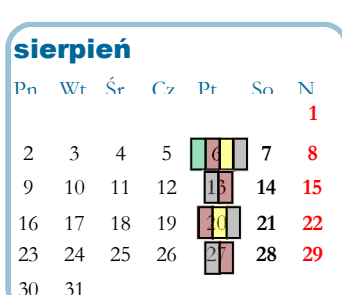 sierpień
Pn Wt Śr Cz Pt So N
1
2 3 4 5 6 7 8
9 10 11 12 13 14 15
16 17 18 19 20 21 22
23 24 25 26 27 28 29
30 31